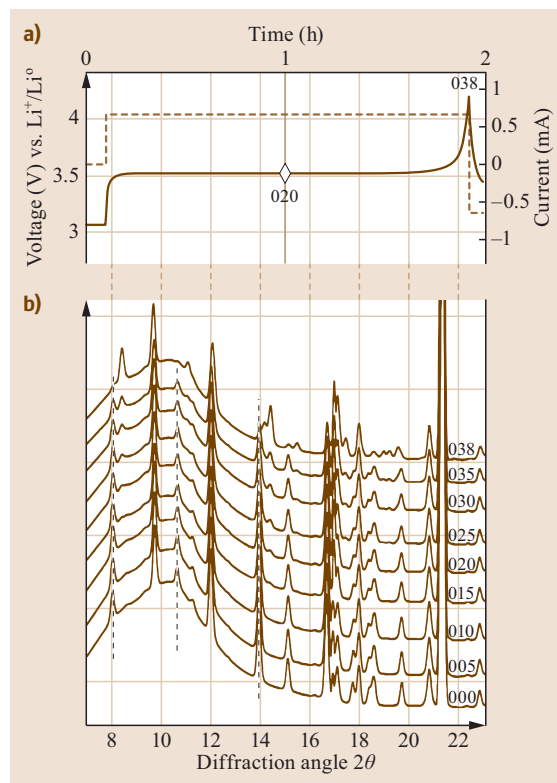 a)
Time (h)
0 1 2
Voltage (V) vs. Li⁺/Li⁰
4
3.5
3
038
020
1
0.5
0
−0.5
−1
Current (mA)
b)
038
035
030
025
020
015
010
005
000
8 10 12 14 16 18 20 22
Diffraction angle 2θ